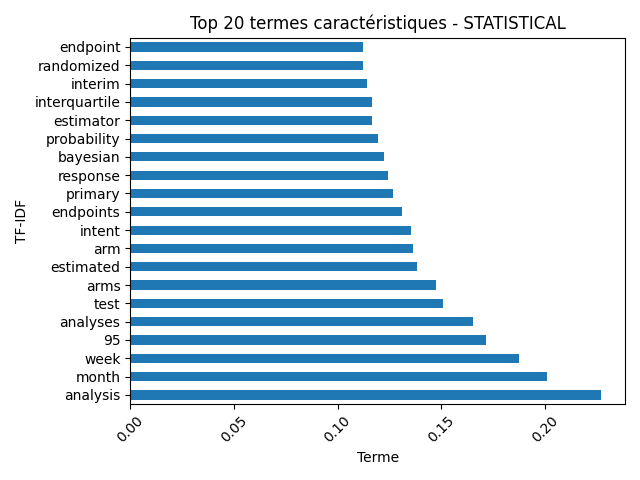 Top 20 termes caractéristiques - STATISTICAL
endpoint
randomized
interim
interquartile
estimator
probability
bayesian
response
primary
endpoints
intent
arm
estimated
arms
test
analyses
95
week
month
analysis
TF-IDF
0.00 0.05 0.10 0.15 0.20
Terme